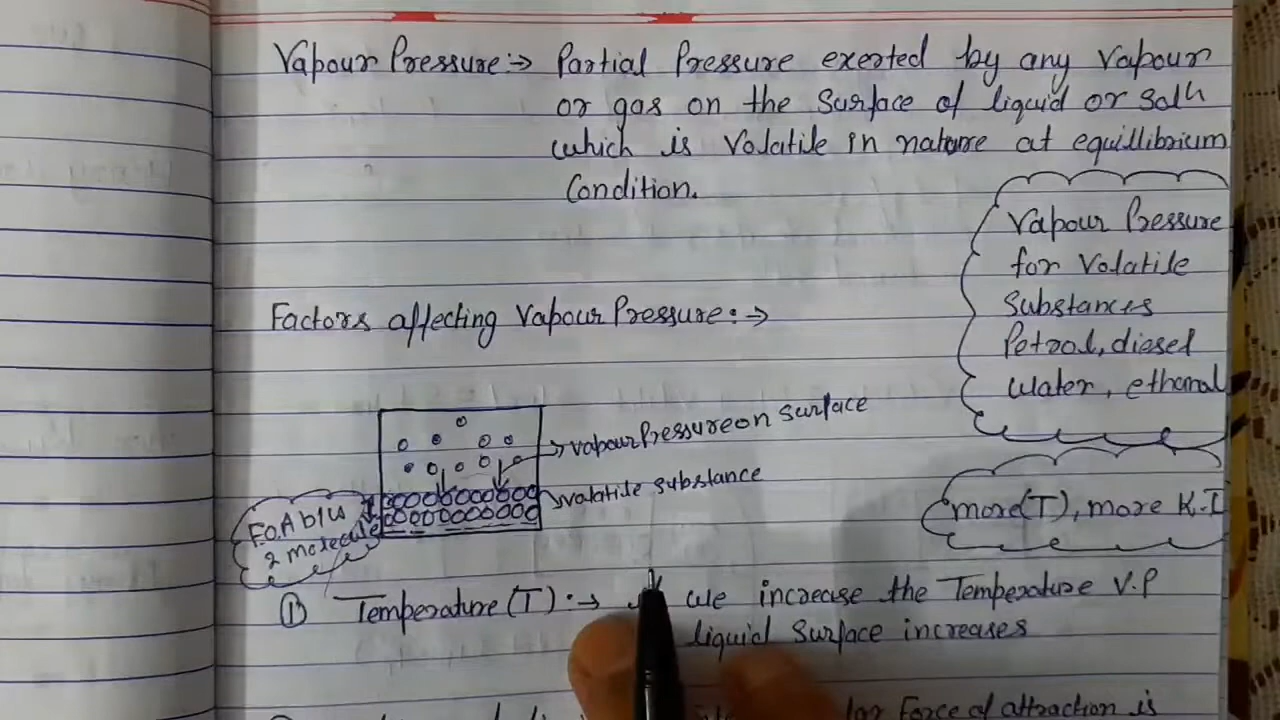 Vapour Pressure :→ Partial Pressure exerted by any Vapour
or gas on the surface of liquid or Solⁿ
which is Volatile in nature at equillibrium
Condition.
Vapour Pressure
for Volatile
Substances
Petrol, diesel
water, ethanal
Factors affecting Vapour Pressure :→
vapour Pressure on surface
volatile substance
F.O.A b/w
2 molecule
more(T), more K.E
① Temperature (T) :→ we increase the Temperature V.P
liquid surface increases
Force of attraction is